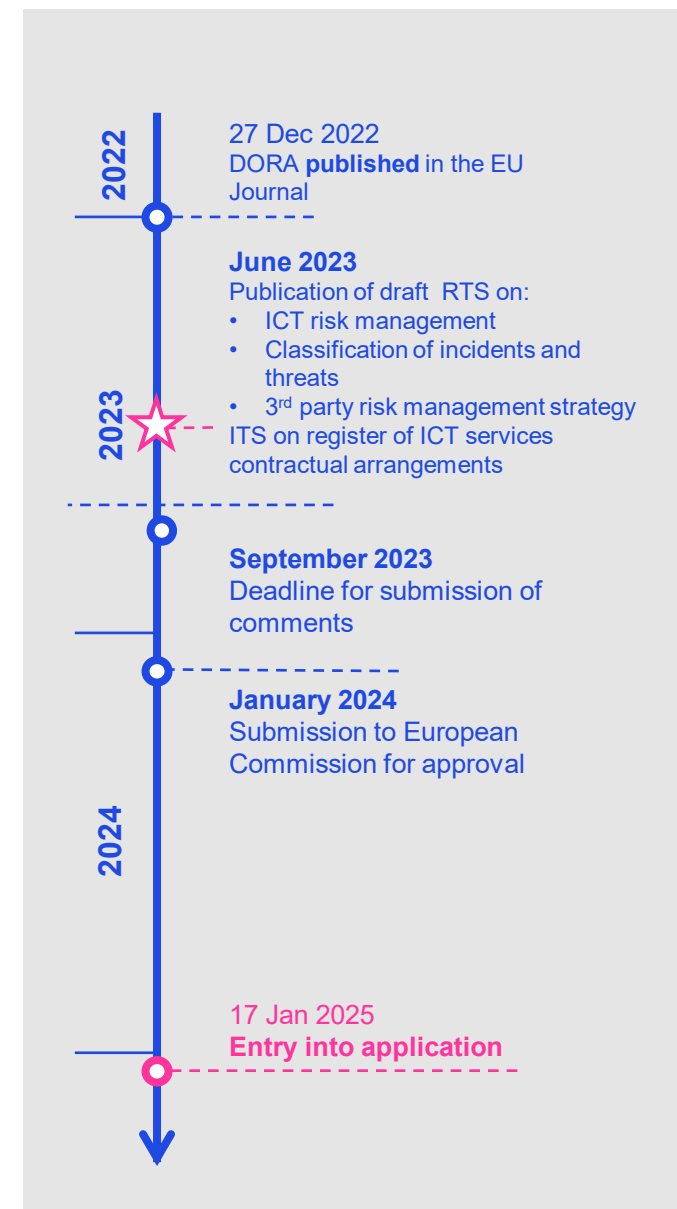 2022
27 Dec 2022
DORA published in the EU
Journal
June 2023
Publication of draft RTS on:
• ICT risk management
• Classification of incidents and
threats
• 3rd party risk management strategy
2023
ITS on register of ICT services
contractual arrangements
September 2023
Deadline for submission of
comments
January 2024
Submission to European
Commission for approval
2024
17 Jan 2025
Entry into application